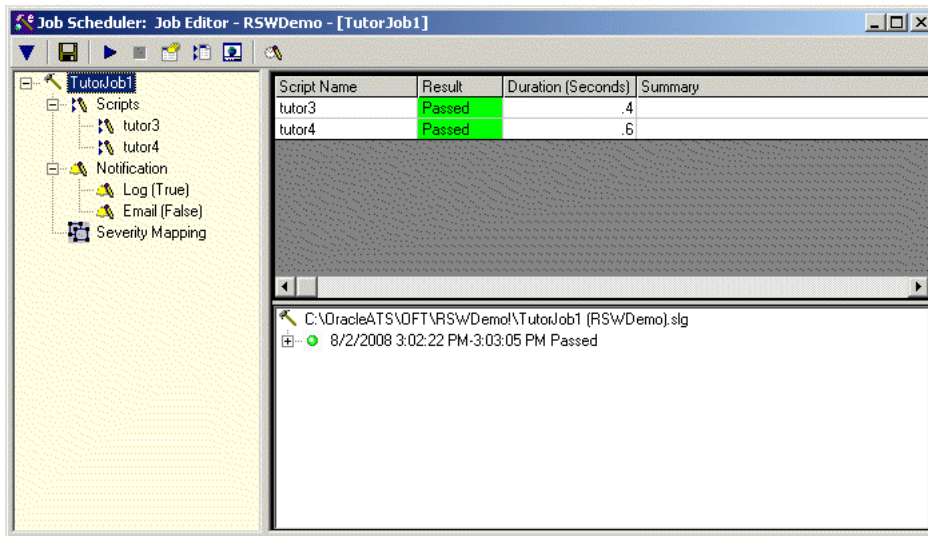 Job Scheduler: Job Editor - RSWDemo - [TutorJob1]
TutorJob1
Scripts
tutor3
tutor4
Notification
Log (True)
Email (False)
Severity Mapping
Script Name Result Duration (Seconds) Summary
tutor3 Passed .4
tutor4 Passed .6
C:\OracleATS\OFT\RSWDemo!\TutorJob1 (RSWDemo).slg
8/2/2008 3:02:22 PM-3:03:05 PM Passed